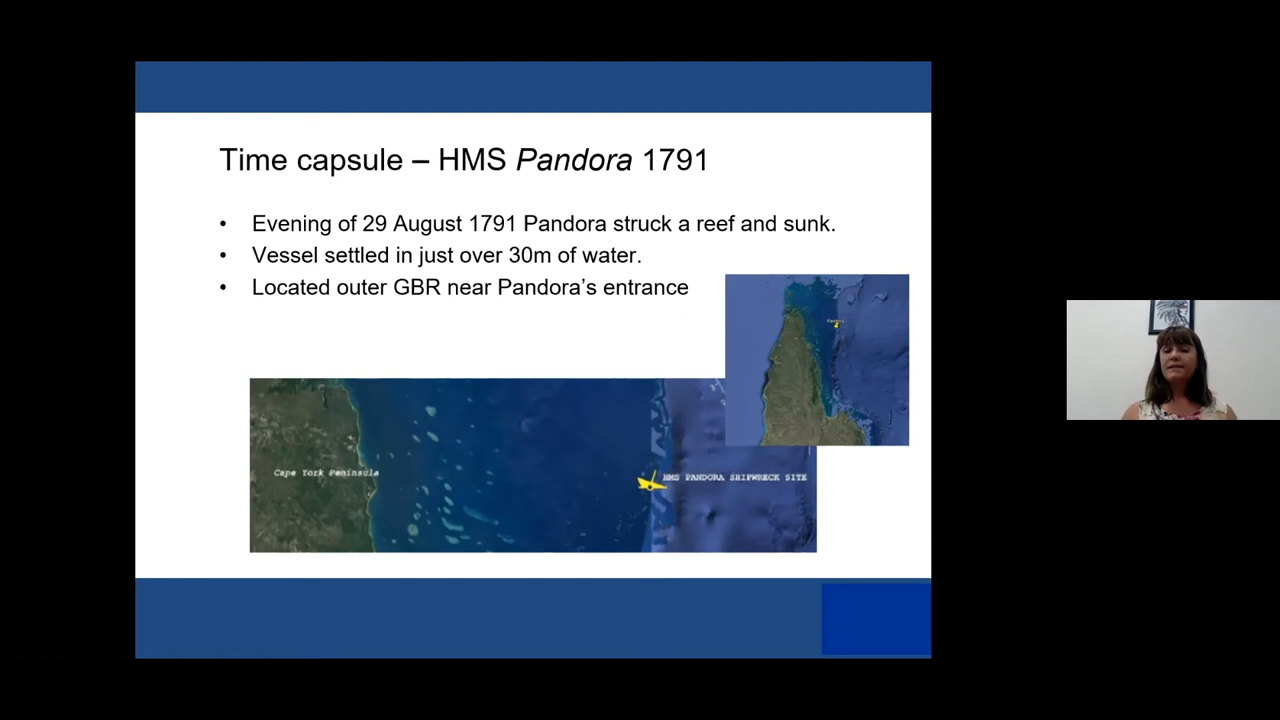 Time capsule – HMS Pandora 1791
• Evening of 29 August 1791 Pandora struck a reef and sunk.
• Vessel settled in just over 30m of water.
• Located outer GBR near Pandora’s entrance
Pandora
Cape York Peninsula
HMS PANDORA SHIPWRECK SITE